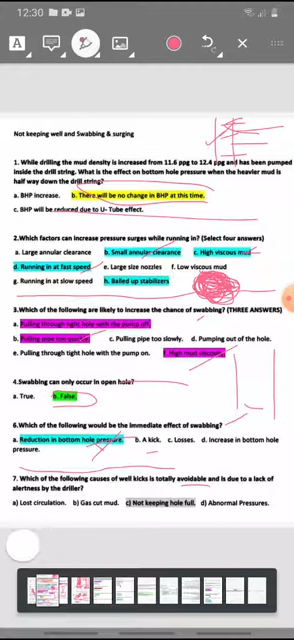 12:30
Not keeping well and Swabbing & surging
1. While drilling the mud density is increased from 11.6 ppg to 12.4 ppg and has been pumped
inside the drill string. What is the effect on bottom hole pressure when the heavier mud is
half way down the drill string?
a. BHP increase. b. There will be no change in BHP at this time.
c. BHP will be reduced due to U- Tube effect.
2.Which factors can increase pressure surges while running in? (Select four answers)
a. Large annular clearance b. Small annular clearance c. High viscous mud
d. Running in at fast speed e. Large size nozzles f. Low viscous mud
g. Running in at slow speed h. Balled up stabilizers
3.Which of the following are likely to increase the chance of swabbing? (THREE ANSWERS)
a. Pulling through tight hole with the pump off.
b. Pulling pipe too quickly. c. Pulling pipe too slowly. d. Pumping out of the hole.
e. Pulling through tight hole with the pump on. f. High mud viscous
4.Swabbing can only occur in open hole?
a. True. b. False.
6.Which of the following would be the immediate effect of swabbing?
a. Reduction in bottom hole pressure. b. A kick. c. Losses. d. Increase in bottom hole
pressure.
7. Which of the following causes of well kicks is totally avoidable and is due to a lack of
alertness by the driller?
a) Lost circulation. b) Gas cut mud. c) Not keeping hole full. d) Abnormal Pressures.